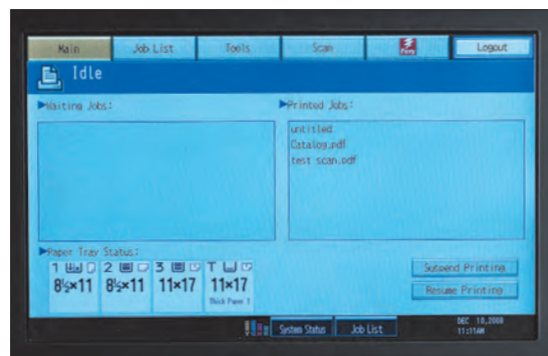 Main Job List Tools Scan Fiery Logout
Idle
Waiting Jobs: Printed Jobs:
untitled
Catalog.pdf
test scan.pdf
Paper Tray Status:
1 2 3 T
8½×11 8½×11 11×17 11×17
Thick Paper 1
Suspend Printing
Resume Printing
System Status Job List
DEC 10,2008
11:11AM